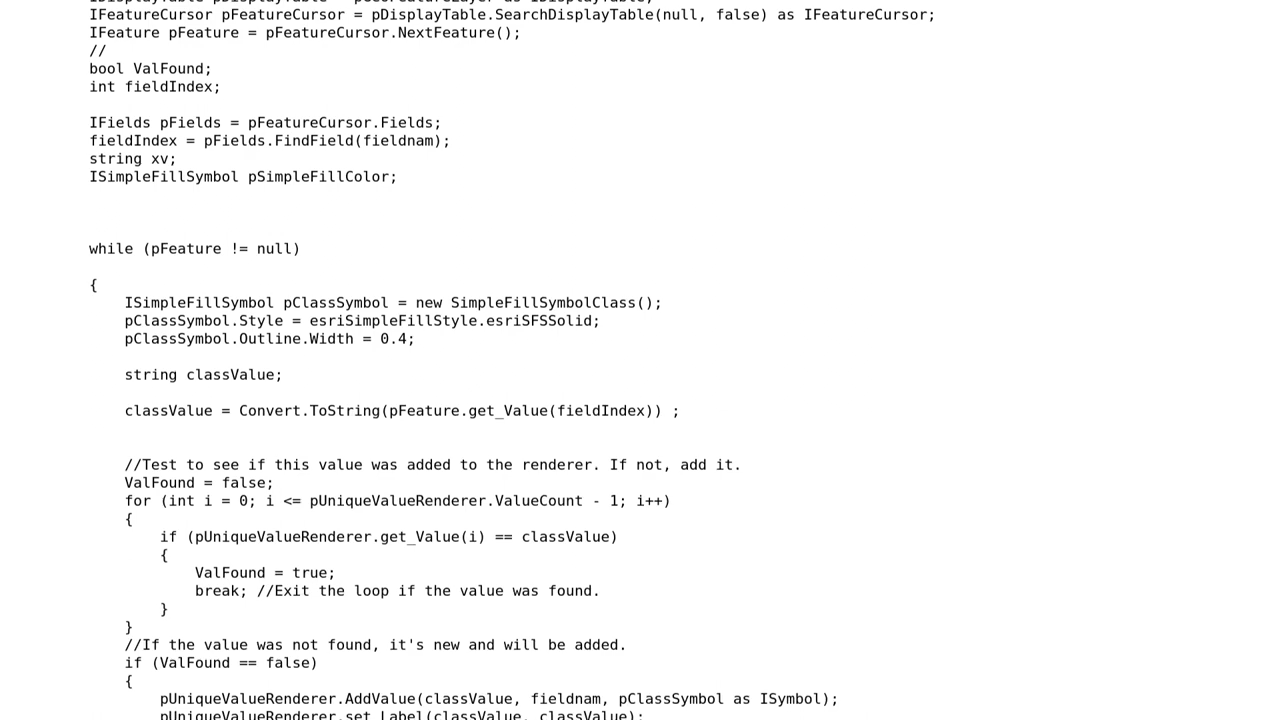 IFeatureCursor pFeatureCursor = pDisplayTable.SearchDisplayTable(null, false) as IFeatureCursor;
IFeature pFeature = pFeatureCursor.NextFeature();
//
bool ValFound;
int fieldIndex;
IFields pFields = pFeatureCursor.Fields;
fieldIndex = pFields.FindField(fieldnam);
string xv;
ISimpleFillSymbol pSimpleFillColor;
while (pFeature != null)
{
ISimpleFillSymbol pClassSymbol = new SimpleFillSymbolClass();
pClassSymbol.Style = esriSimpleFillStyle.esriSFSSolid;
pClassSymbol.Outline.Width = 0.4;
string classValue;
classValue = Convert.ToString(pFeature.get_Value(fieldIndex)) ;
//Test to see if this value was added to the renderer. If not, add it.
ValFound = false;
for (int i = 0; i <= pUniqueValueRenderer.ValueCount - 1; i++)
{
if (pUniqueValueRenderer.get_Value(i) == classValue)
{
ValFound = true;
break; //Exit the loop if the value was found.
}
}
//If the value was not found, it's new and will be added.
if (ValFound == false)
{
pUniqueValueRenderer.AddValue(classValue, fieldnam, pClassSymbol as ISymbol);
pUniqueValueRenderer.set_Label(classValue, classValue);